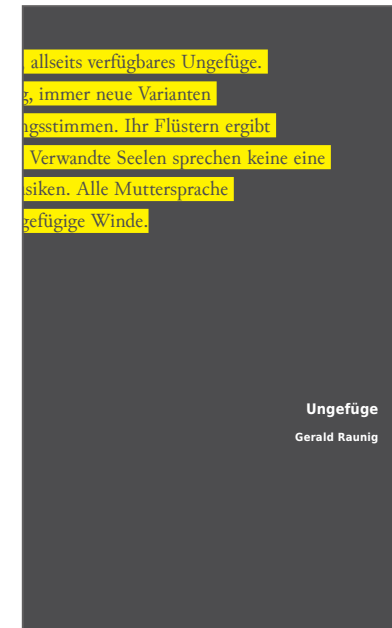 , allseits verfügbares Ungefüge.
g, immer neue Varianten
ngsstimmen. Ihr Flüstern ergibt
Verwandte Seelen sprechen keine eine
siken. Alle Muttersprache
gefügige Winde.
Ungefüge
Gerald Raunig